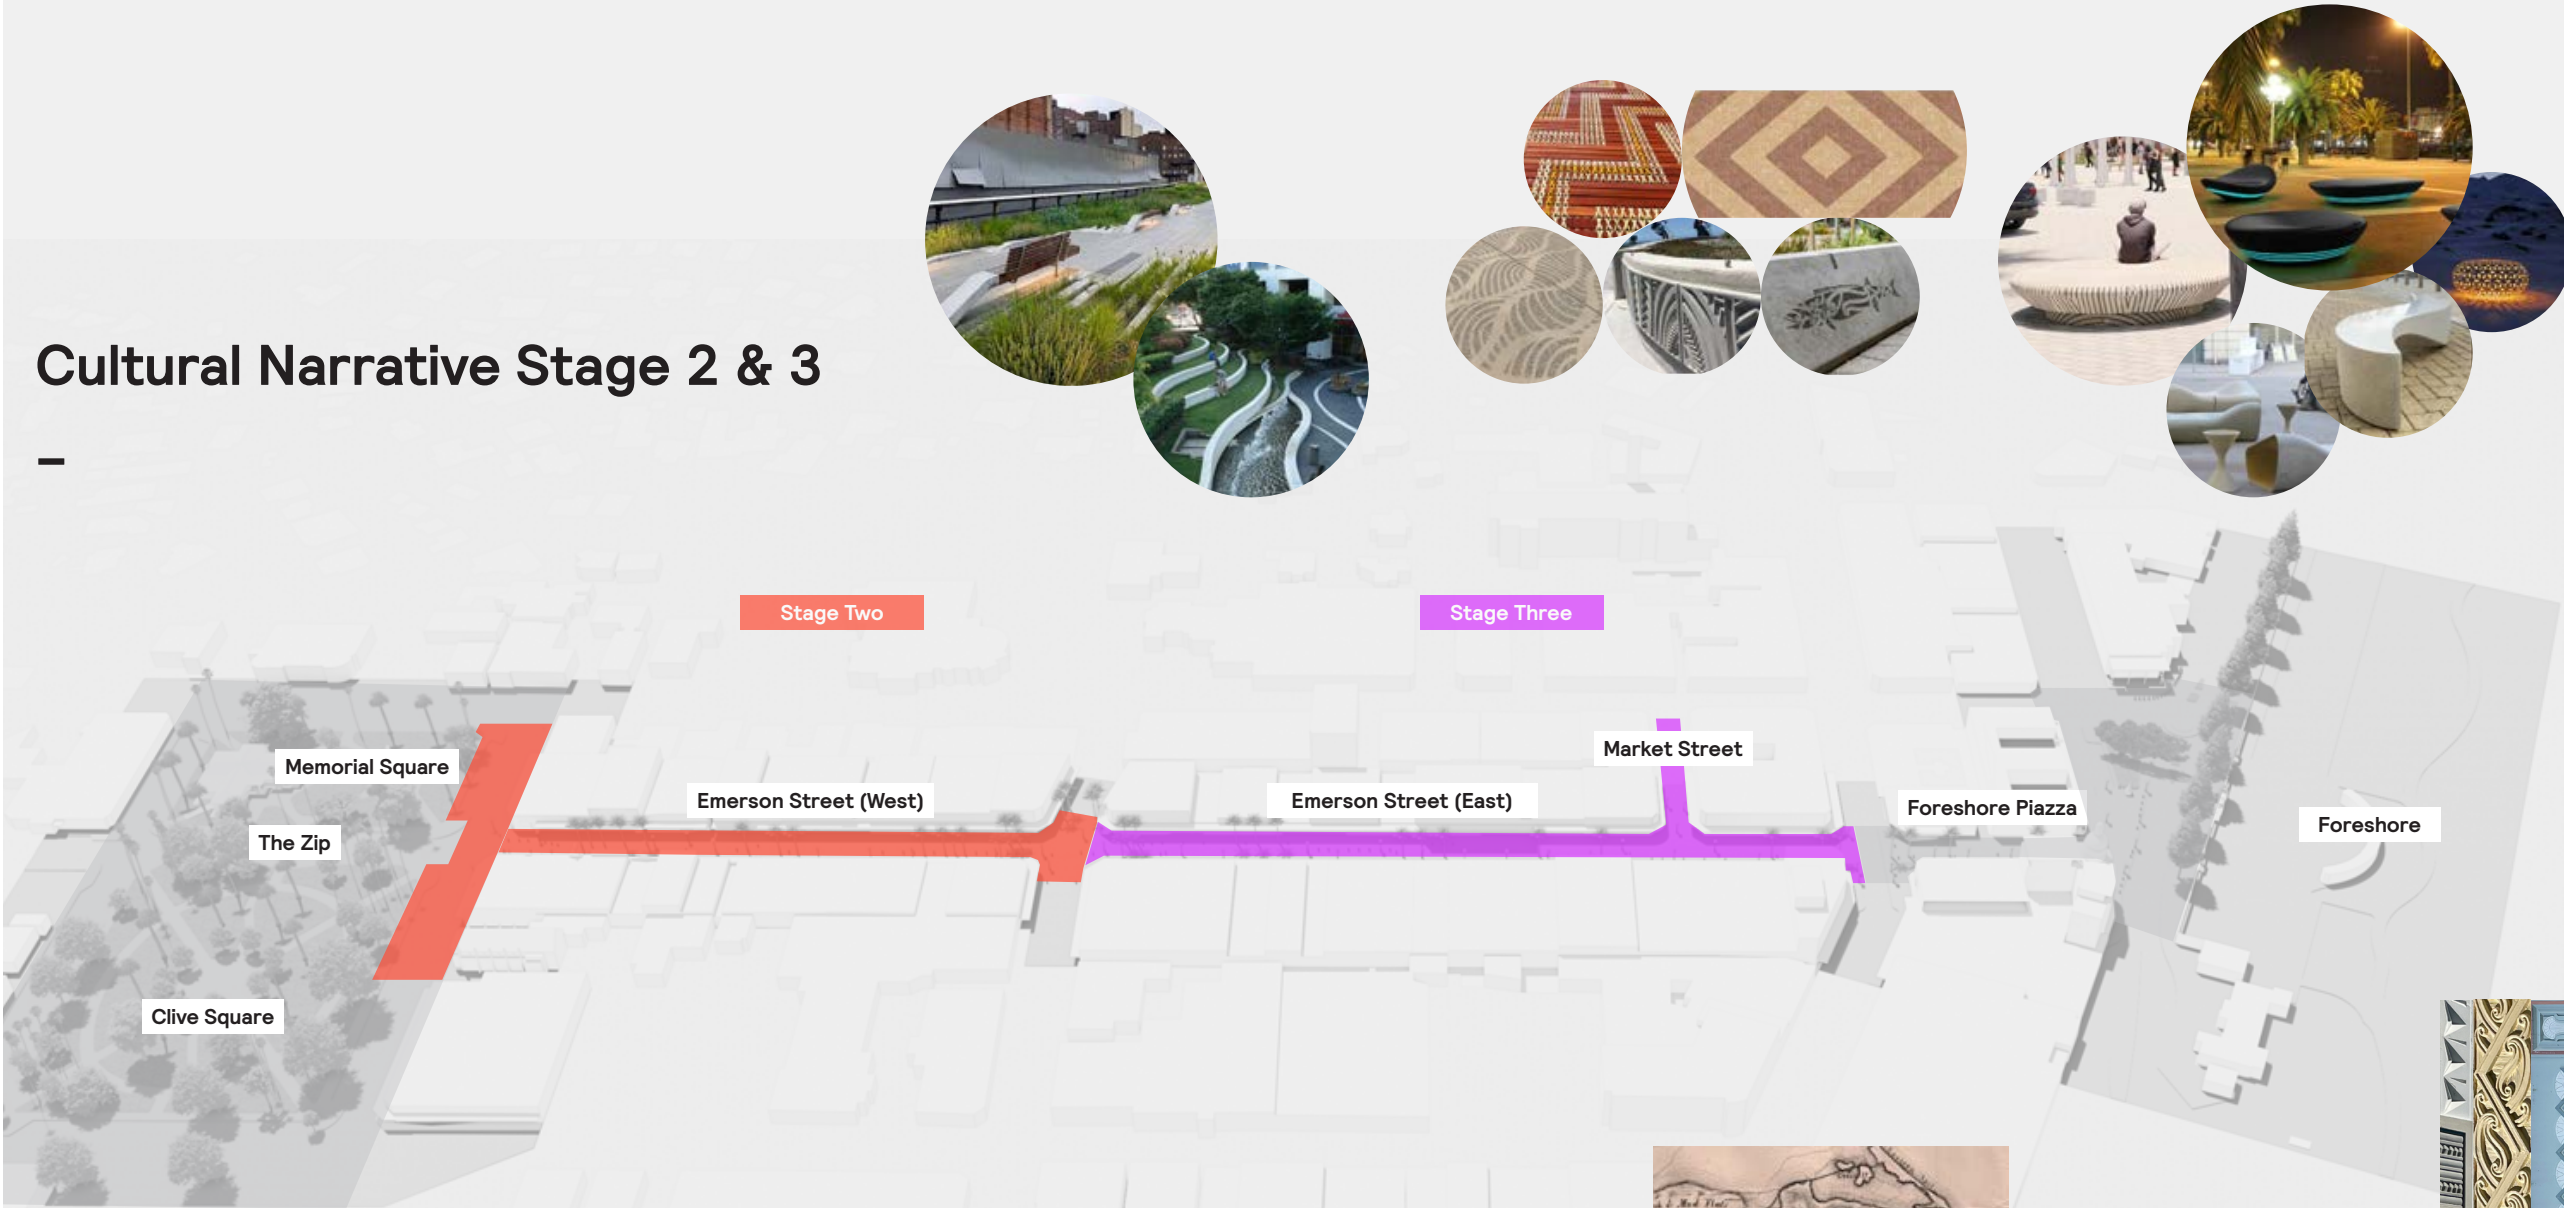 Cultural Narrative Stage 2 & 3
–
Stage Two
Stage Three
Memorial Square
Market Street
Emerson Street (West)
Emerson Street (East)
Foreshore Piazza
Foreshore
The Zip
Clive Square